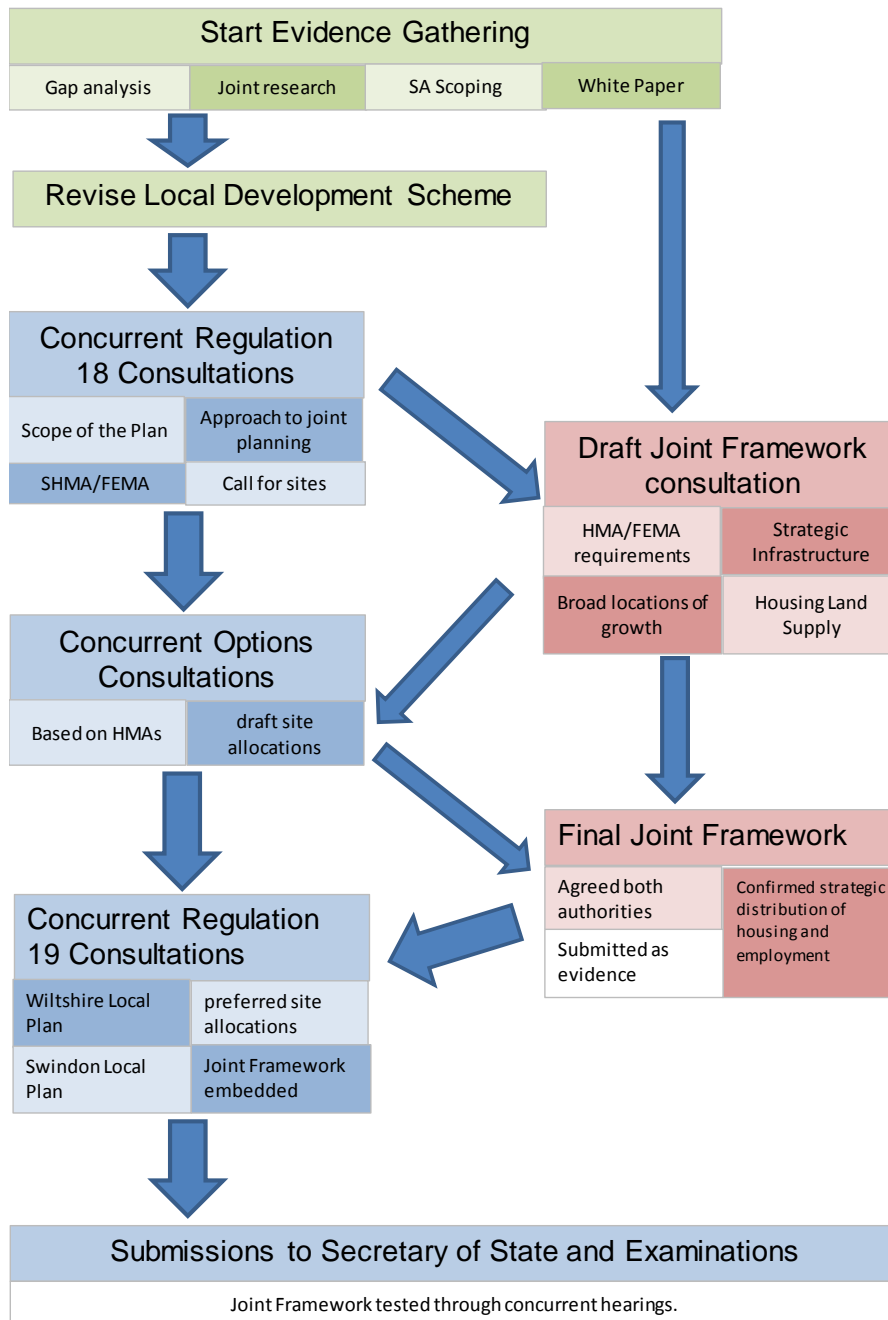 Start Evidence Gathering
Gap analysis
Joint research
SA Scoping
White Paper
Revise Local Development Scheme
Concurrent Regulation
18 Consultations
Scope of the Plan
Approach to joint
planning
SHMA/FEMA
Call for sites
Draft Joint Framework
consultation
HMA/FEMA
requirements
Strategic
Infrastructure
Broad locations of
growth
Housing Land
Supply
Concurrent Options
Consultations
Based on HMAs
draft site
allocations
Final Joint Framework
Agreed both
authorities
Confirmed strategic
distribution of
housing and
employment
Submitted as
evidence
Concurrent Regulation
19 Consultations
Wiltshire Local
Plan
preferred site
allocations
Swindon Local
Plan
Joint Framework
embedded
Submissions to Secretary of State and Examinations
Joint Framework tested through concurrent hearings.